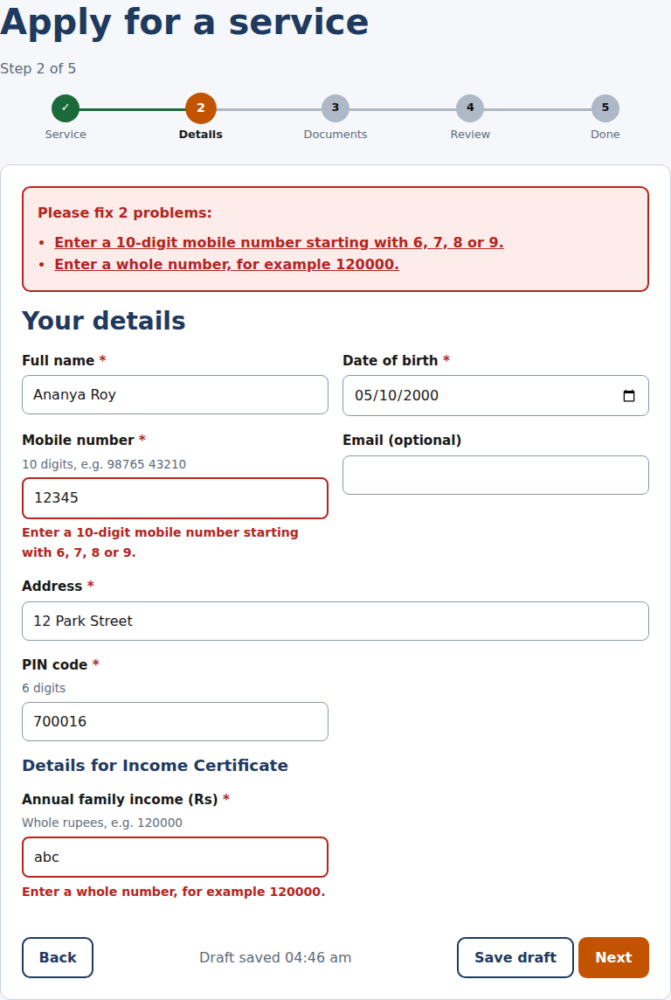 Apply for a service
Step 2 of 5
✓ 2 3 4 5
Service Details Documents Review Done
Please fix 2 problems:
• Enter a 10-digit mobile number starting with 6, 7, 8 or 9.
• Enter a whole number, for example 120000.
Your details
Full name * Date of birth *
Ananya Roy 05/10/2000
Mobile number * Email (optional)
10 digits, e.g. 98765 43210
12345
Enter a 10-digit mobile number starting
with 6, 7, 8 or 9.
Address *
12 Park Street
PIN code *
6 digits
700016
Details for Income Certificate
Annual family income (Rs) *
Whole rupees, e.g. 120000
abc
Enter a whole number, for example 120000.
Back Draft saved 04:46 am Save draft Next